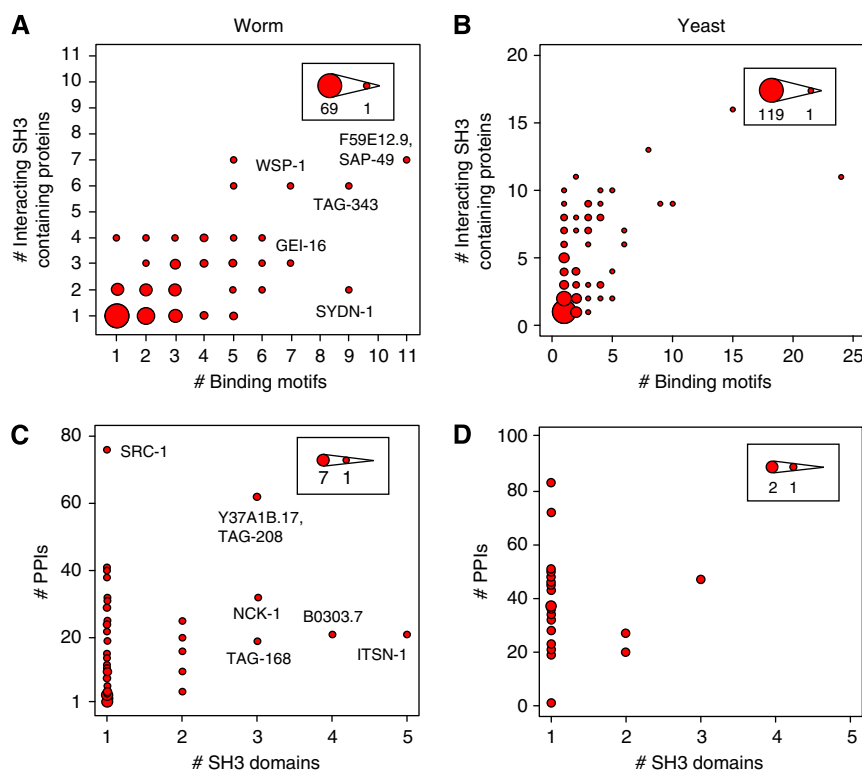 A
Worm
# Interacting SH3
containing proteins
11
10
9
8
7
6
5
4
3
2
1
69 1
F59E12.9,
SAP-49
WSP-1
TAG-343
GEI-16
SYDN-1
1 2 3 4 5 6 7 8 9 10 11
# Binding motifs
B
Yeast
# Interacting SH3
containing proteins
20
15
10
5
0
119 1
0 5 10 15 20 25
# Binding motifs
C
# PPIs
80
60
40
20
1
SRC-1
7 1
Y37A1B.17,
TAG-208
NCK-1
B0303.7
TAG-168
ITSN-1
1 2 3 4 5
# SH3 domains
D
# PPIs
100
80
60
40
20
0
2 1
1 2 3 4 5
# SH3 domains